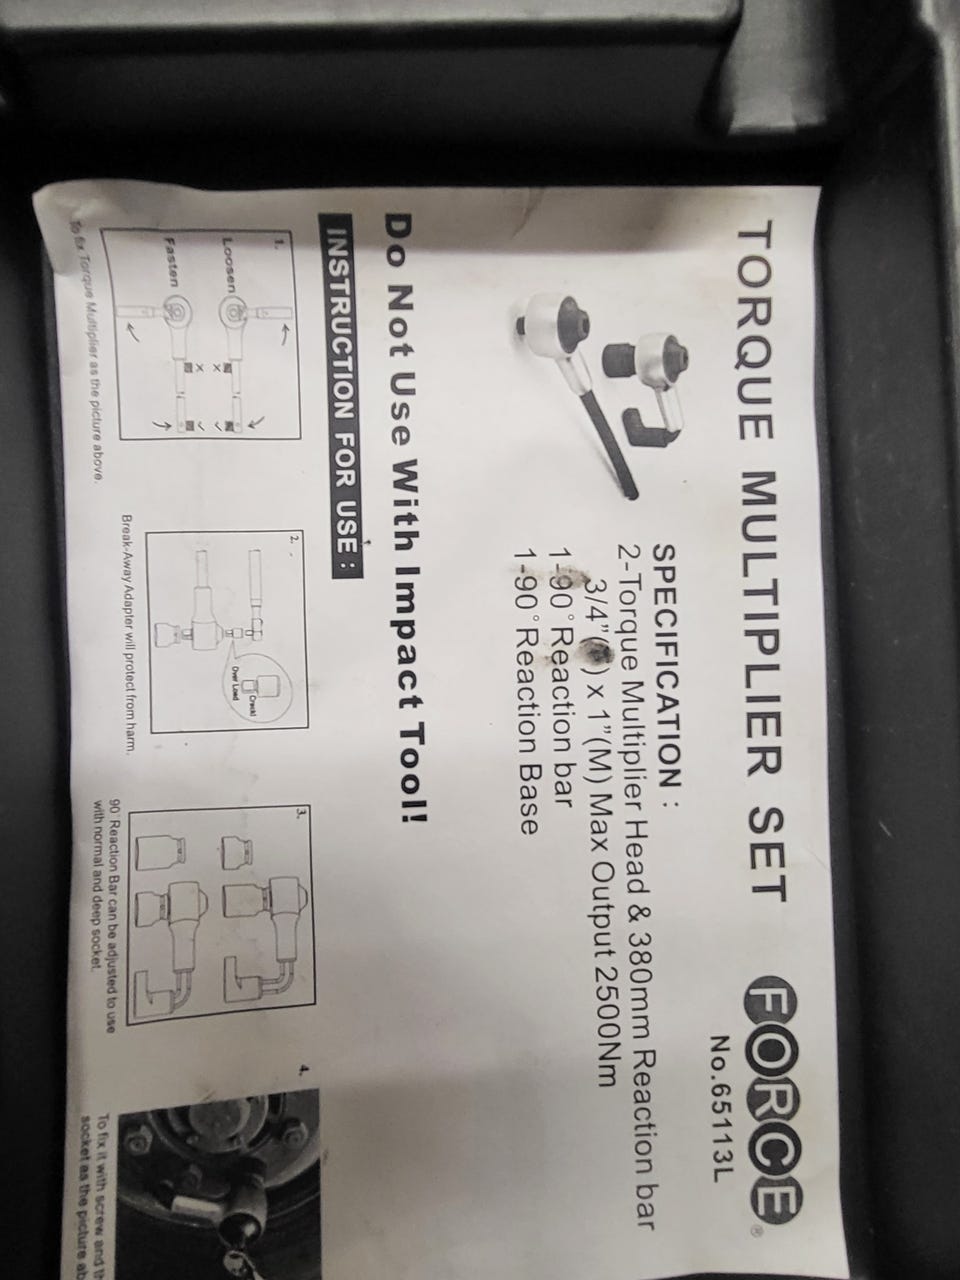 TORQUE MULTIPLIER SET
FORCE®
No.65113L
SPECIFICATION :
2-Torque Multiplier Head & 380mm Reaction bar
3/4"( ) x 1"(M) Max Output 2500Nm
1-90° Reaction bar
1-90° Reaction Base
Do Not Use With Impact Tool!
INSTRUCTION FOR USE :
1.
Loosen
Fasten
To fix Torque Multiplier as the picture above.
2.
Crack!
Over Load
Break-Away Adapter will protect from harm.
3.
90° Reaction Bar can be adjusted to use
with normal and deep socket.
4.
To fix it with screw and
socket as the picture